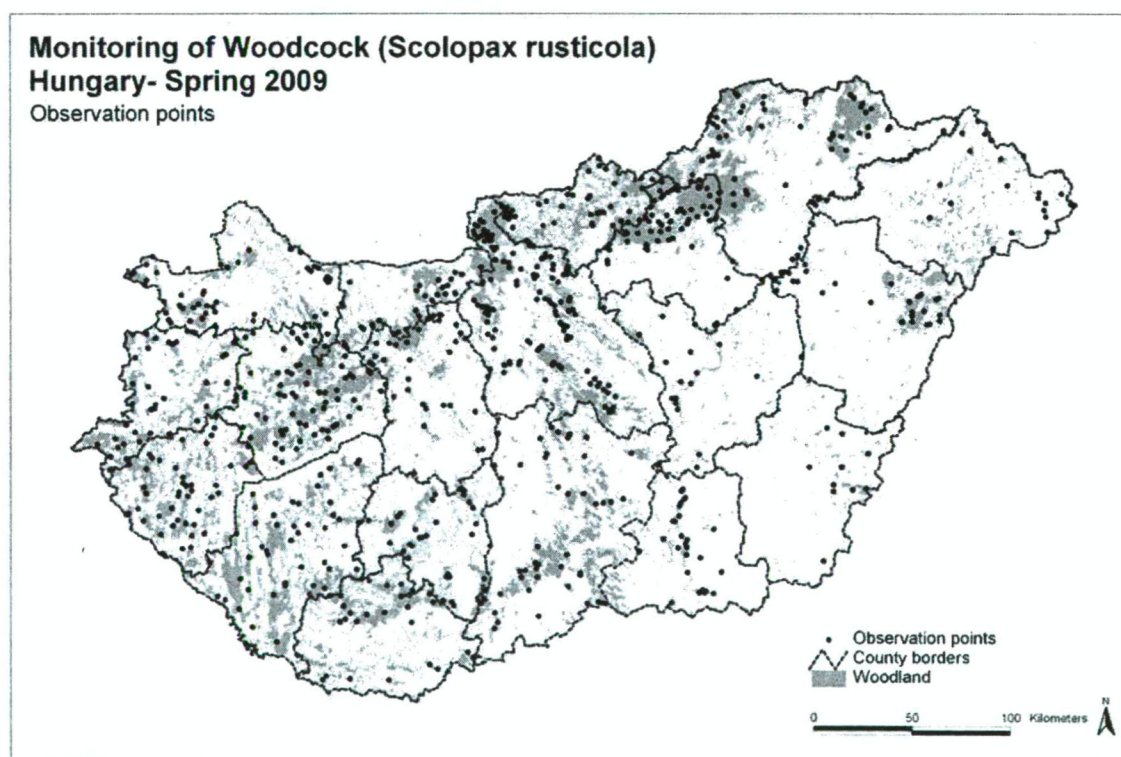 Monitoring of Woodcock (Scolopax rusticola)
Hungary- Spring 2009
Observation points
Observation points
County borders
Woodland
0 50 100 Kilometers
N